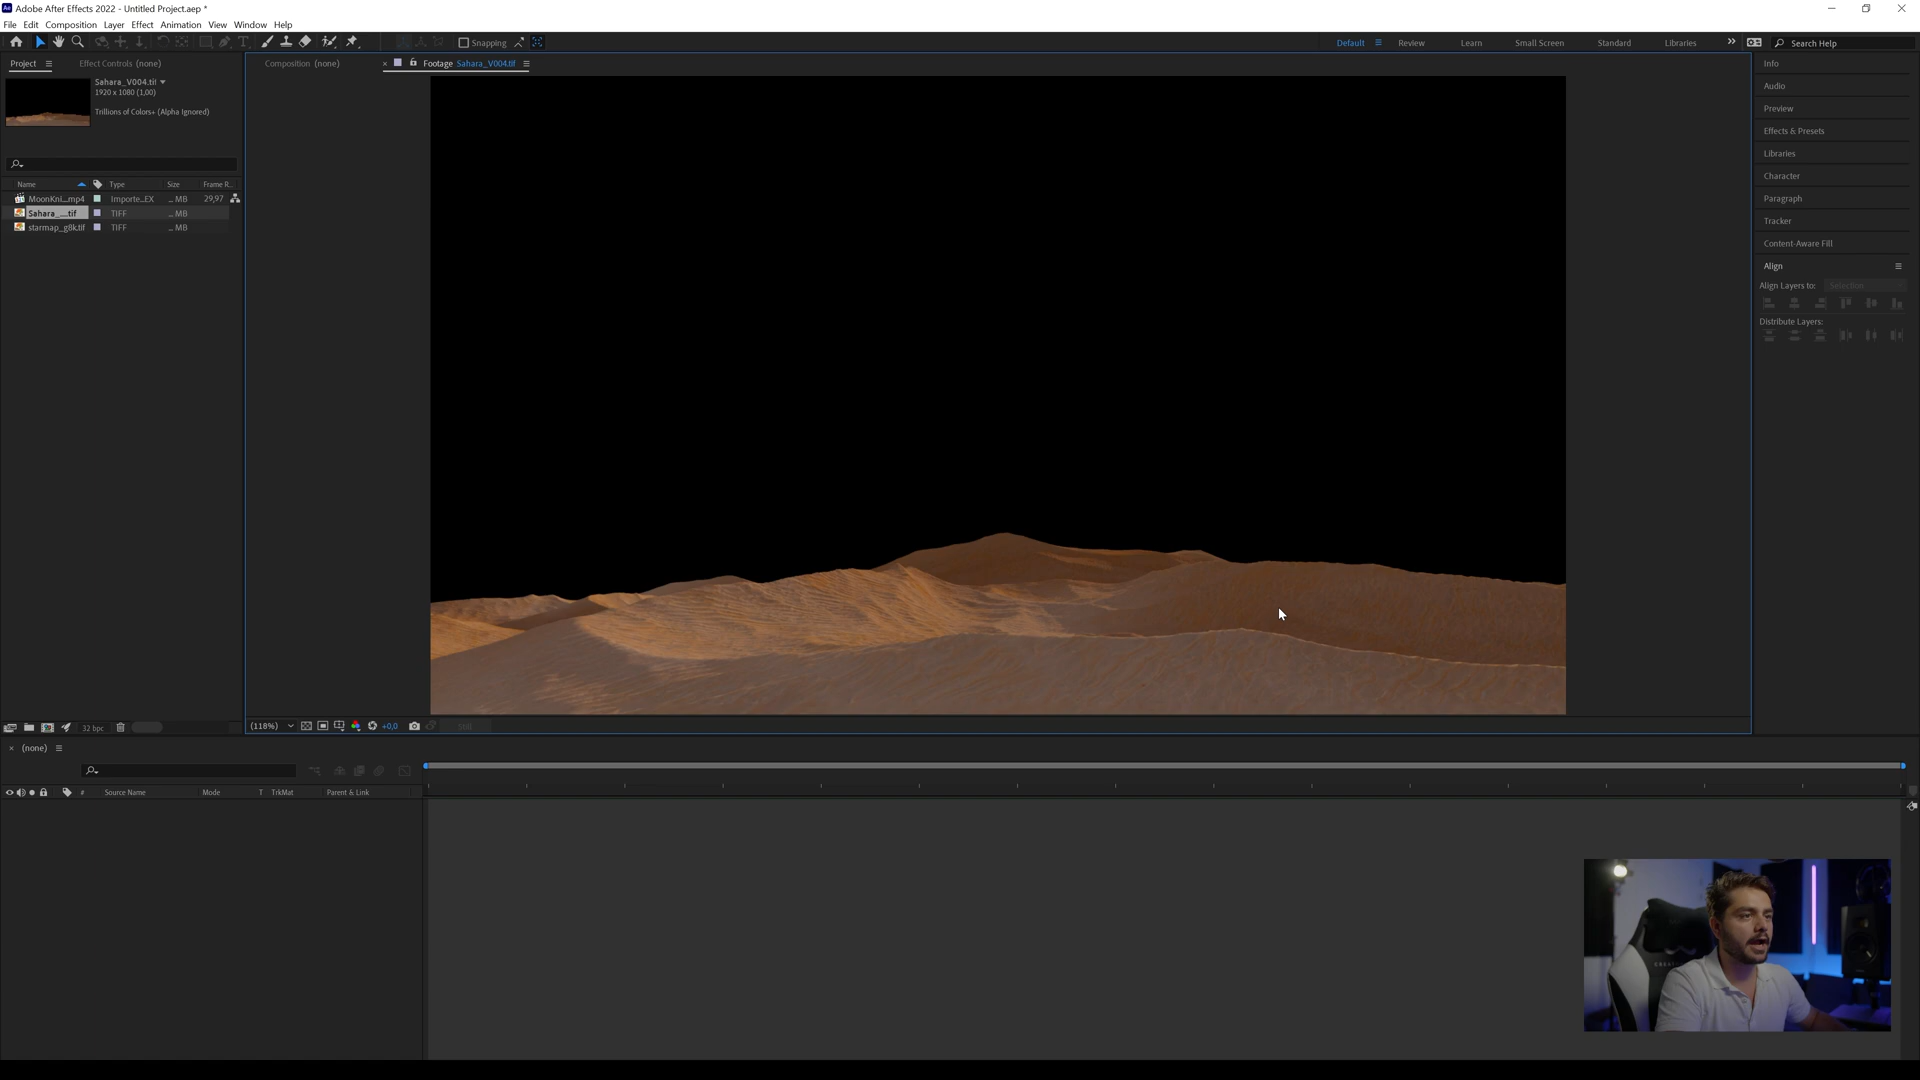 Adobe After Effects 2022 - Untitled Project.aep *
File Edit Composition Layer Effect Animation View Window Help
Snapping
Default Review Learn Small Screen Standard Libraries Search Help
Project Effect Controls (none) Composition (none) Footage Sahara_V004.tif
Sahara_V004.tif
1920 x 1080 (1,00)
Trillions of Colors+ (Alpha Ignored)
Name Type Size Frame R...
MoonKni...mp4 Importe...EX ... MB 29,97
Sahara_....tif TIFF ... MB
starmap_g8k.tif TIFF ... MB
Info
Audio
Preview
Effects & Presets
Libraries
Character
Paragraph
Tracker
Content-Aware Fill
Align
Align Layers to: Selection
Distribute Layers:
32 bpc
(118%) +0,0
(none)
# Source Name Mode T TrkMat Parent & Link